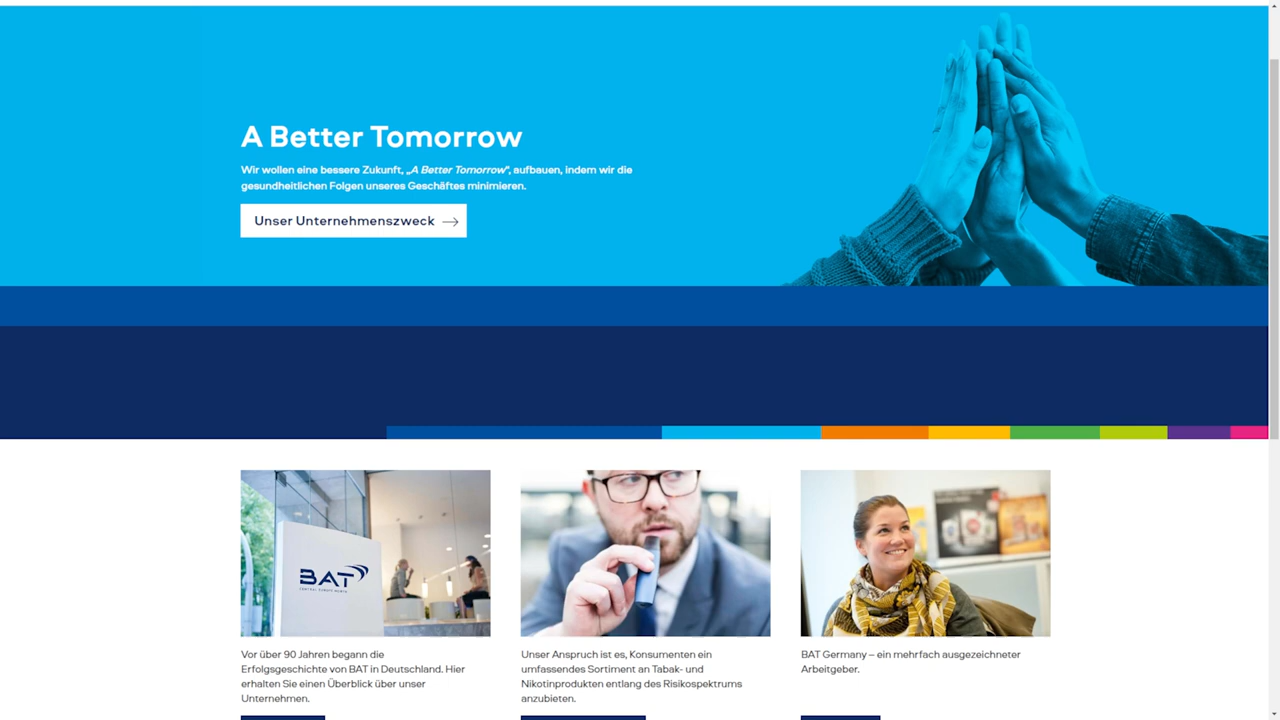 A Better Tomorrow
Wir wollen eine bessere Zukunft, „A Better Tomorrow“, aufbauen, indem wir die
gesundheitlichen Folgen unseres Geschäftes minimieren.
Unser Unternehmenszweck
BAT
CENTRAL EUROPE NORTH
Vor über 90 Jahren begann die
Erfolgsgeschichte von BAT in Deutschland. Hier
erhalten Sie einen Überblick über unser
Unternehmen.
Unser Anspruch ist es, Konsumenten ein
umfassendes Sortiment an Tabak- und
Nikotinprodukten entlang des Risikospektrums
anzubieten.
BAT Germany – ein mehrfach ausgezeichneter
Arbeitgeber.